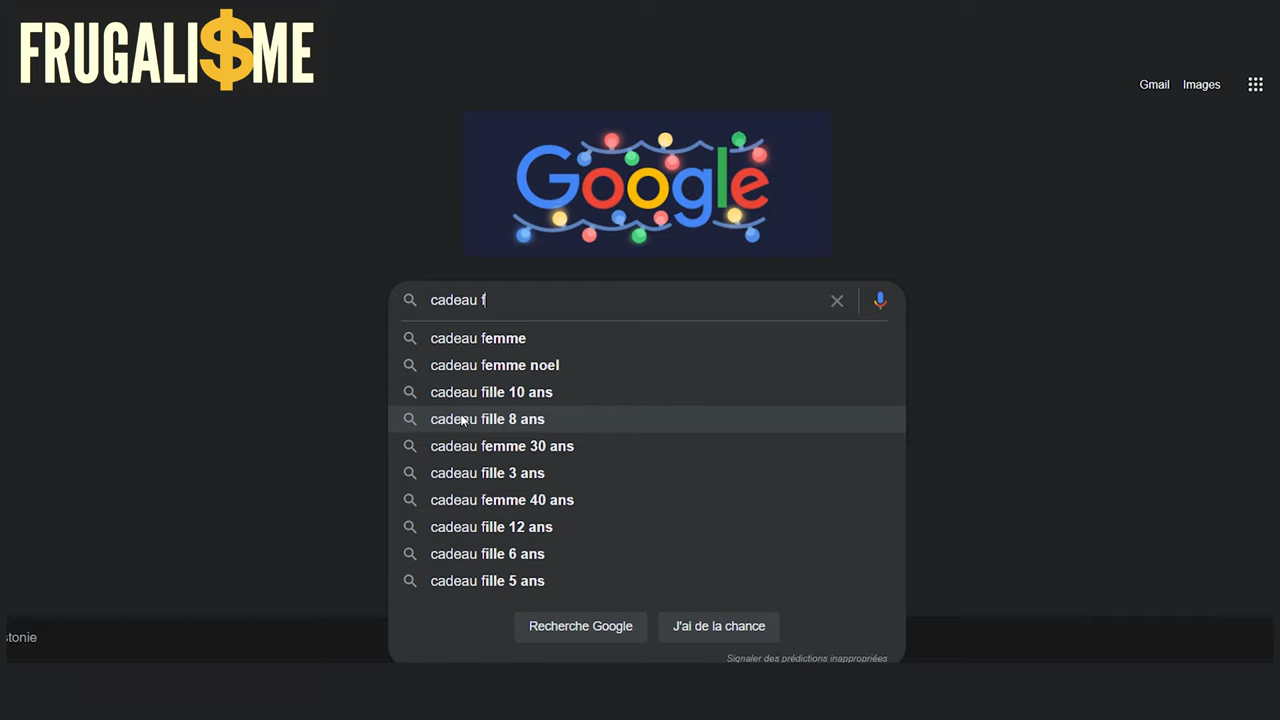 FRUGALI$ME
Gmail Images
Google
cadeau f
cadeau femme
cadeau femme noel
cadeau fille 10 ans
cadeau fille 8 ans
cadeau femme 30 ans
cadeau fille 3 ans
cadeau femme 40 ans
cadeau fille 12 ans
cadeau fille 6 ans
cadeau fille 5 ans
Recherche Google J'ai de la chance
stonie
Signaler des prédictions inappropriées